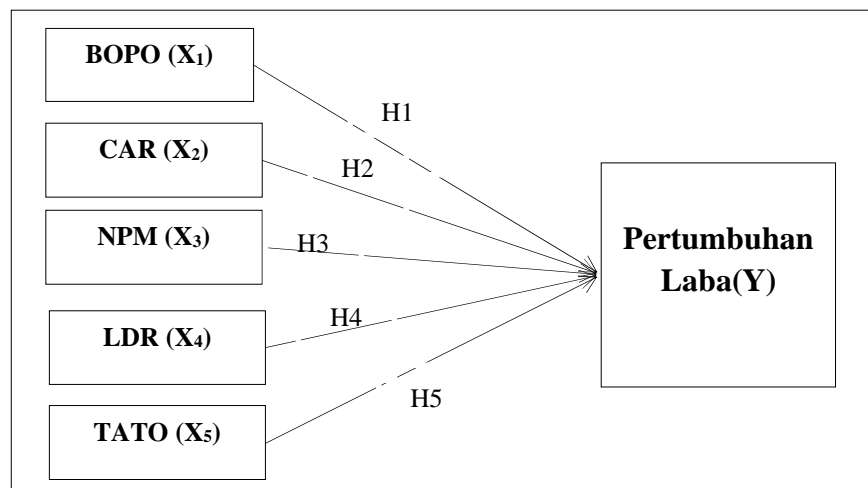 BOPO (X₁)
H1
CAR (X₂)
H2
NPM (X₃)
H3
Pertumbuhan
Laba(Y)
LDR (X₄)
H4
TATO (X₅)
H5